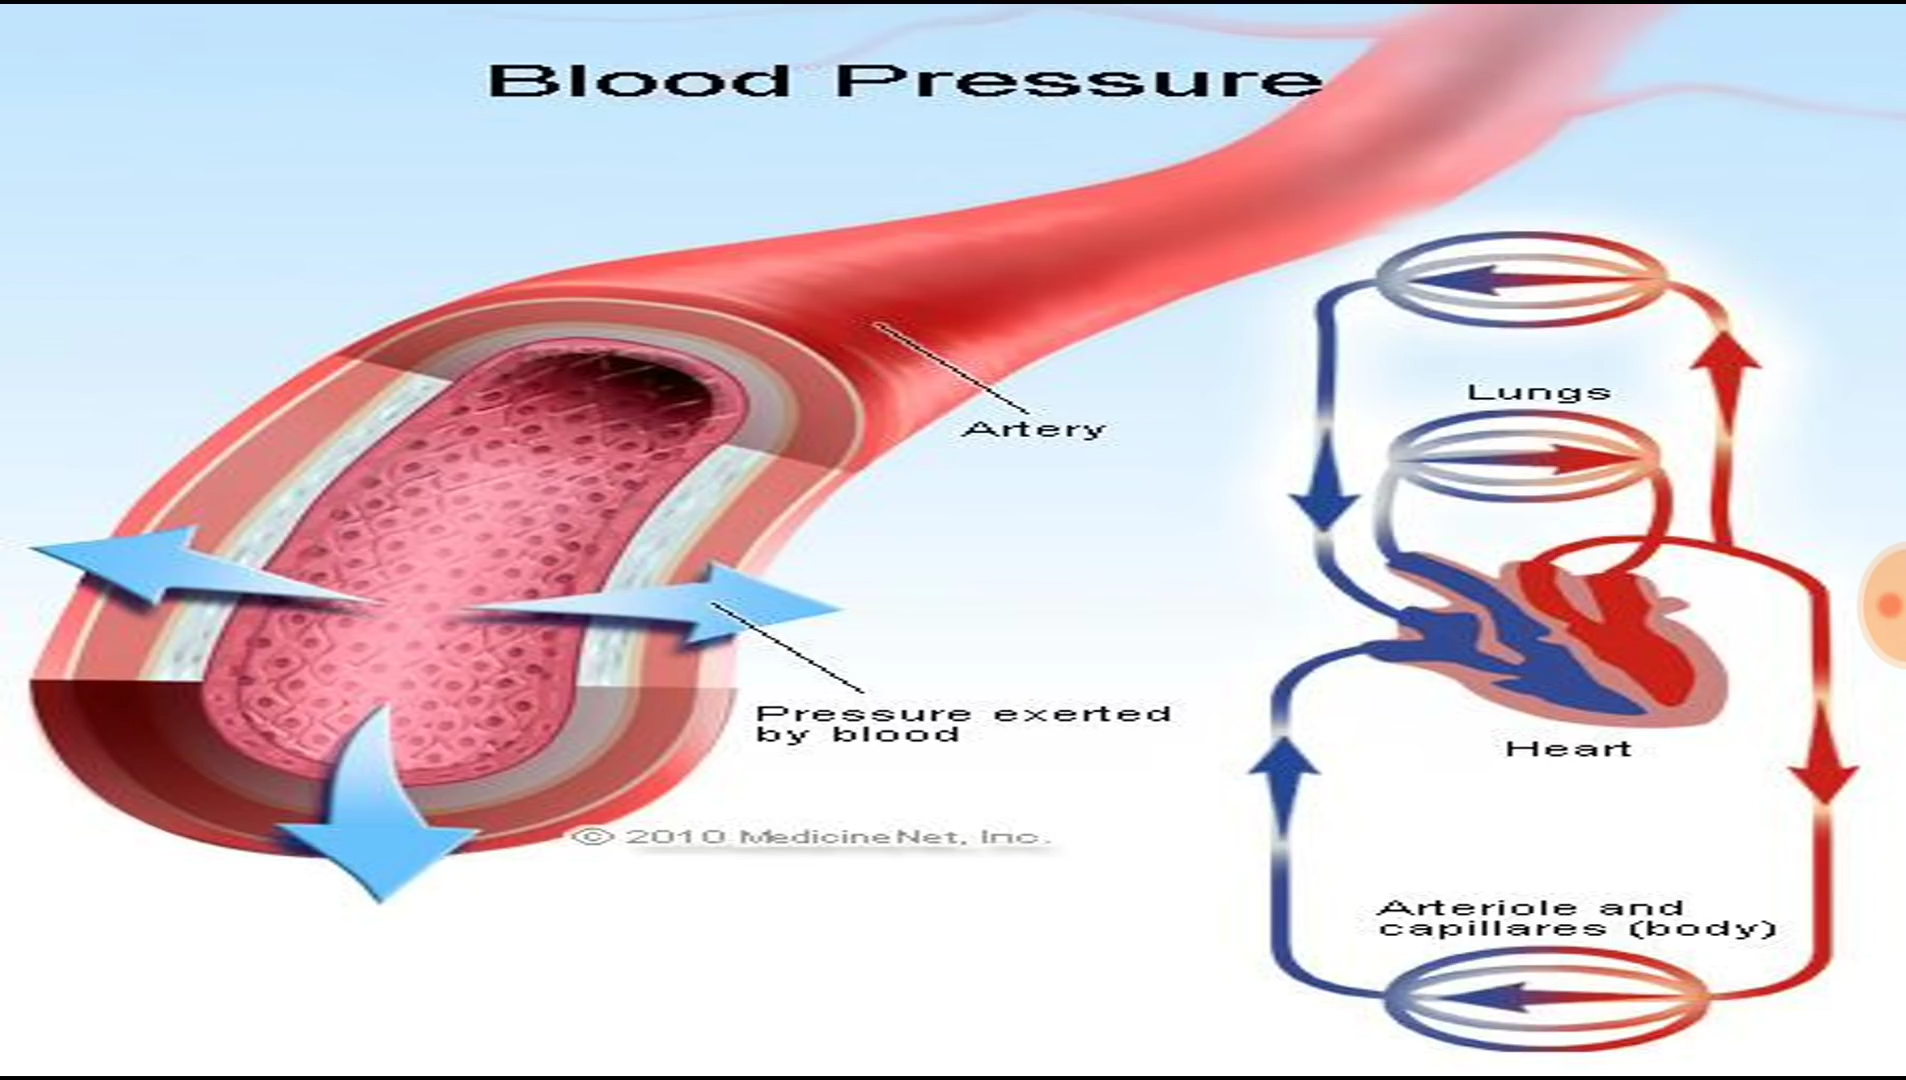 Blood Pressure
Artery
Pressure exerted
by blood
© 2010 MedicineNet, Inc.
Lungs
Heart
Arteriole and
capillares (body)